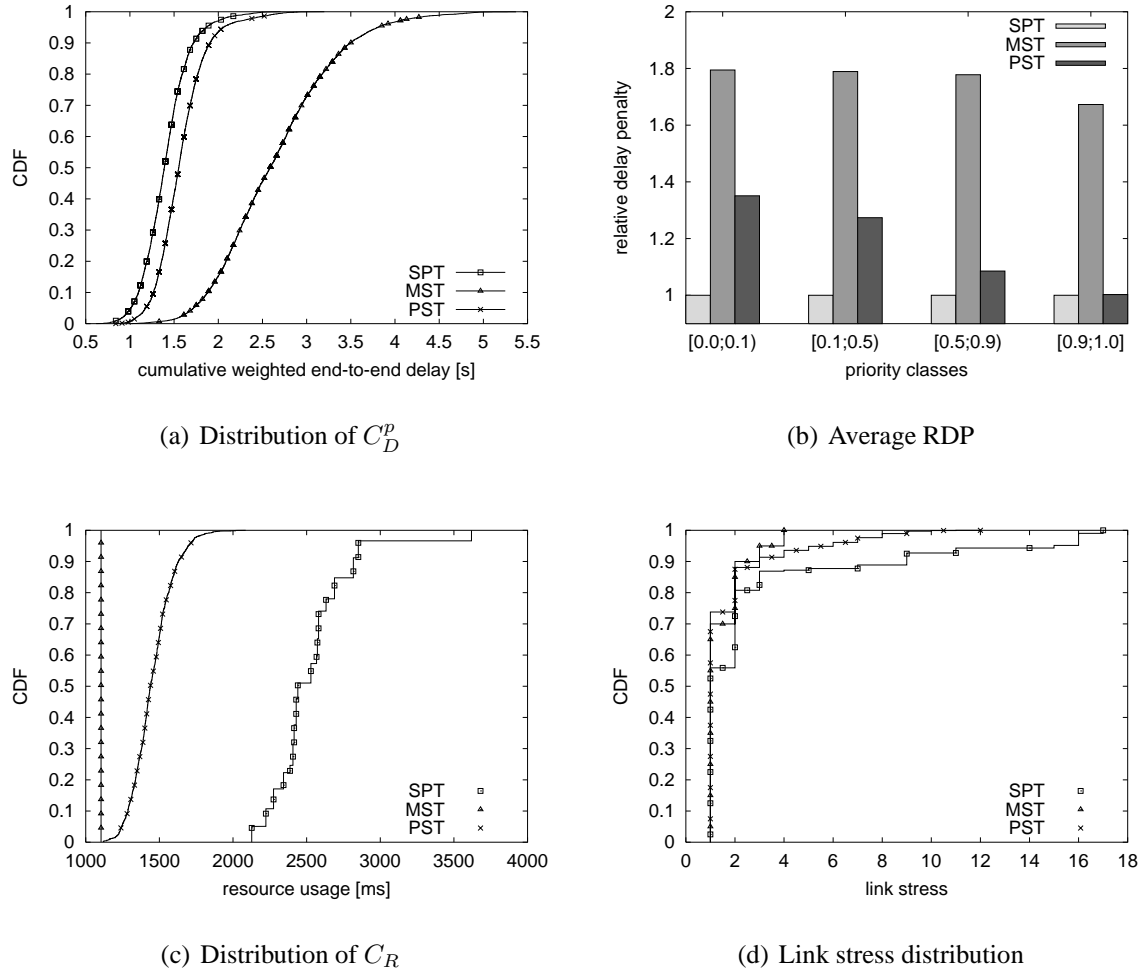 1
0.9
0.8
0.7
0.6
0.5
0.4
0.3
0.2
0.1
0
CDF
SPT
MST
PST
0.5 1 1.5 2 2.5 3 3.5 4 4.5 5 5.5
cumulative weighted end-to-end delay [s]
(a) Distribution of C_D^p
2
1.8
1.6
1.4
1.2
1
relative delay penalty
SPT
MST
PST
[0.0;0.1) [0.1;0.5) [0.5;0.9) [0.9;1.0]
priority classes
(b) Average RDP
1
0.9
0.8
0.7
0.6
0.5
0.4
0.3
0.2
0.1
0
CDF
SPT
MST
PST
1000 1500 2000 2500 3000 3500 4000
resource usage [ms]
(c) Distribution of C_R
1
0.9
0.8
0.7
0.6
0.5
0.4
0.3
0.2
0.1
0
CDF
SPT
MST
PST
0 2 4 6 8 10 12 14 16 18
link stress
(d) Link stress distribution